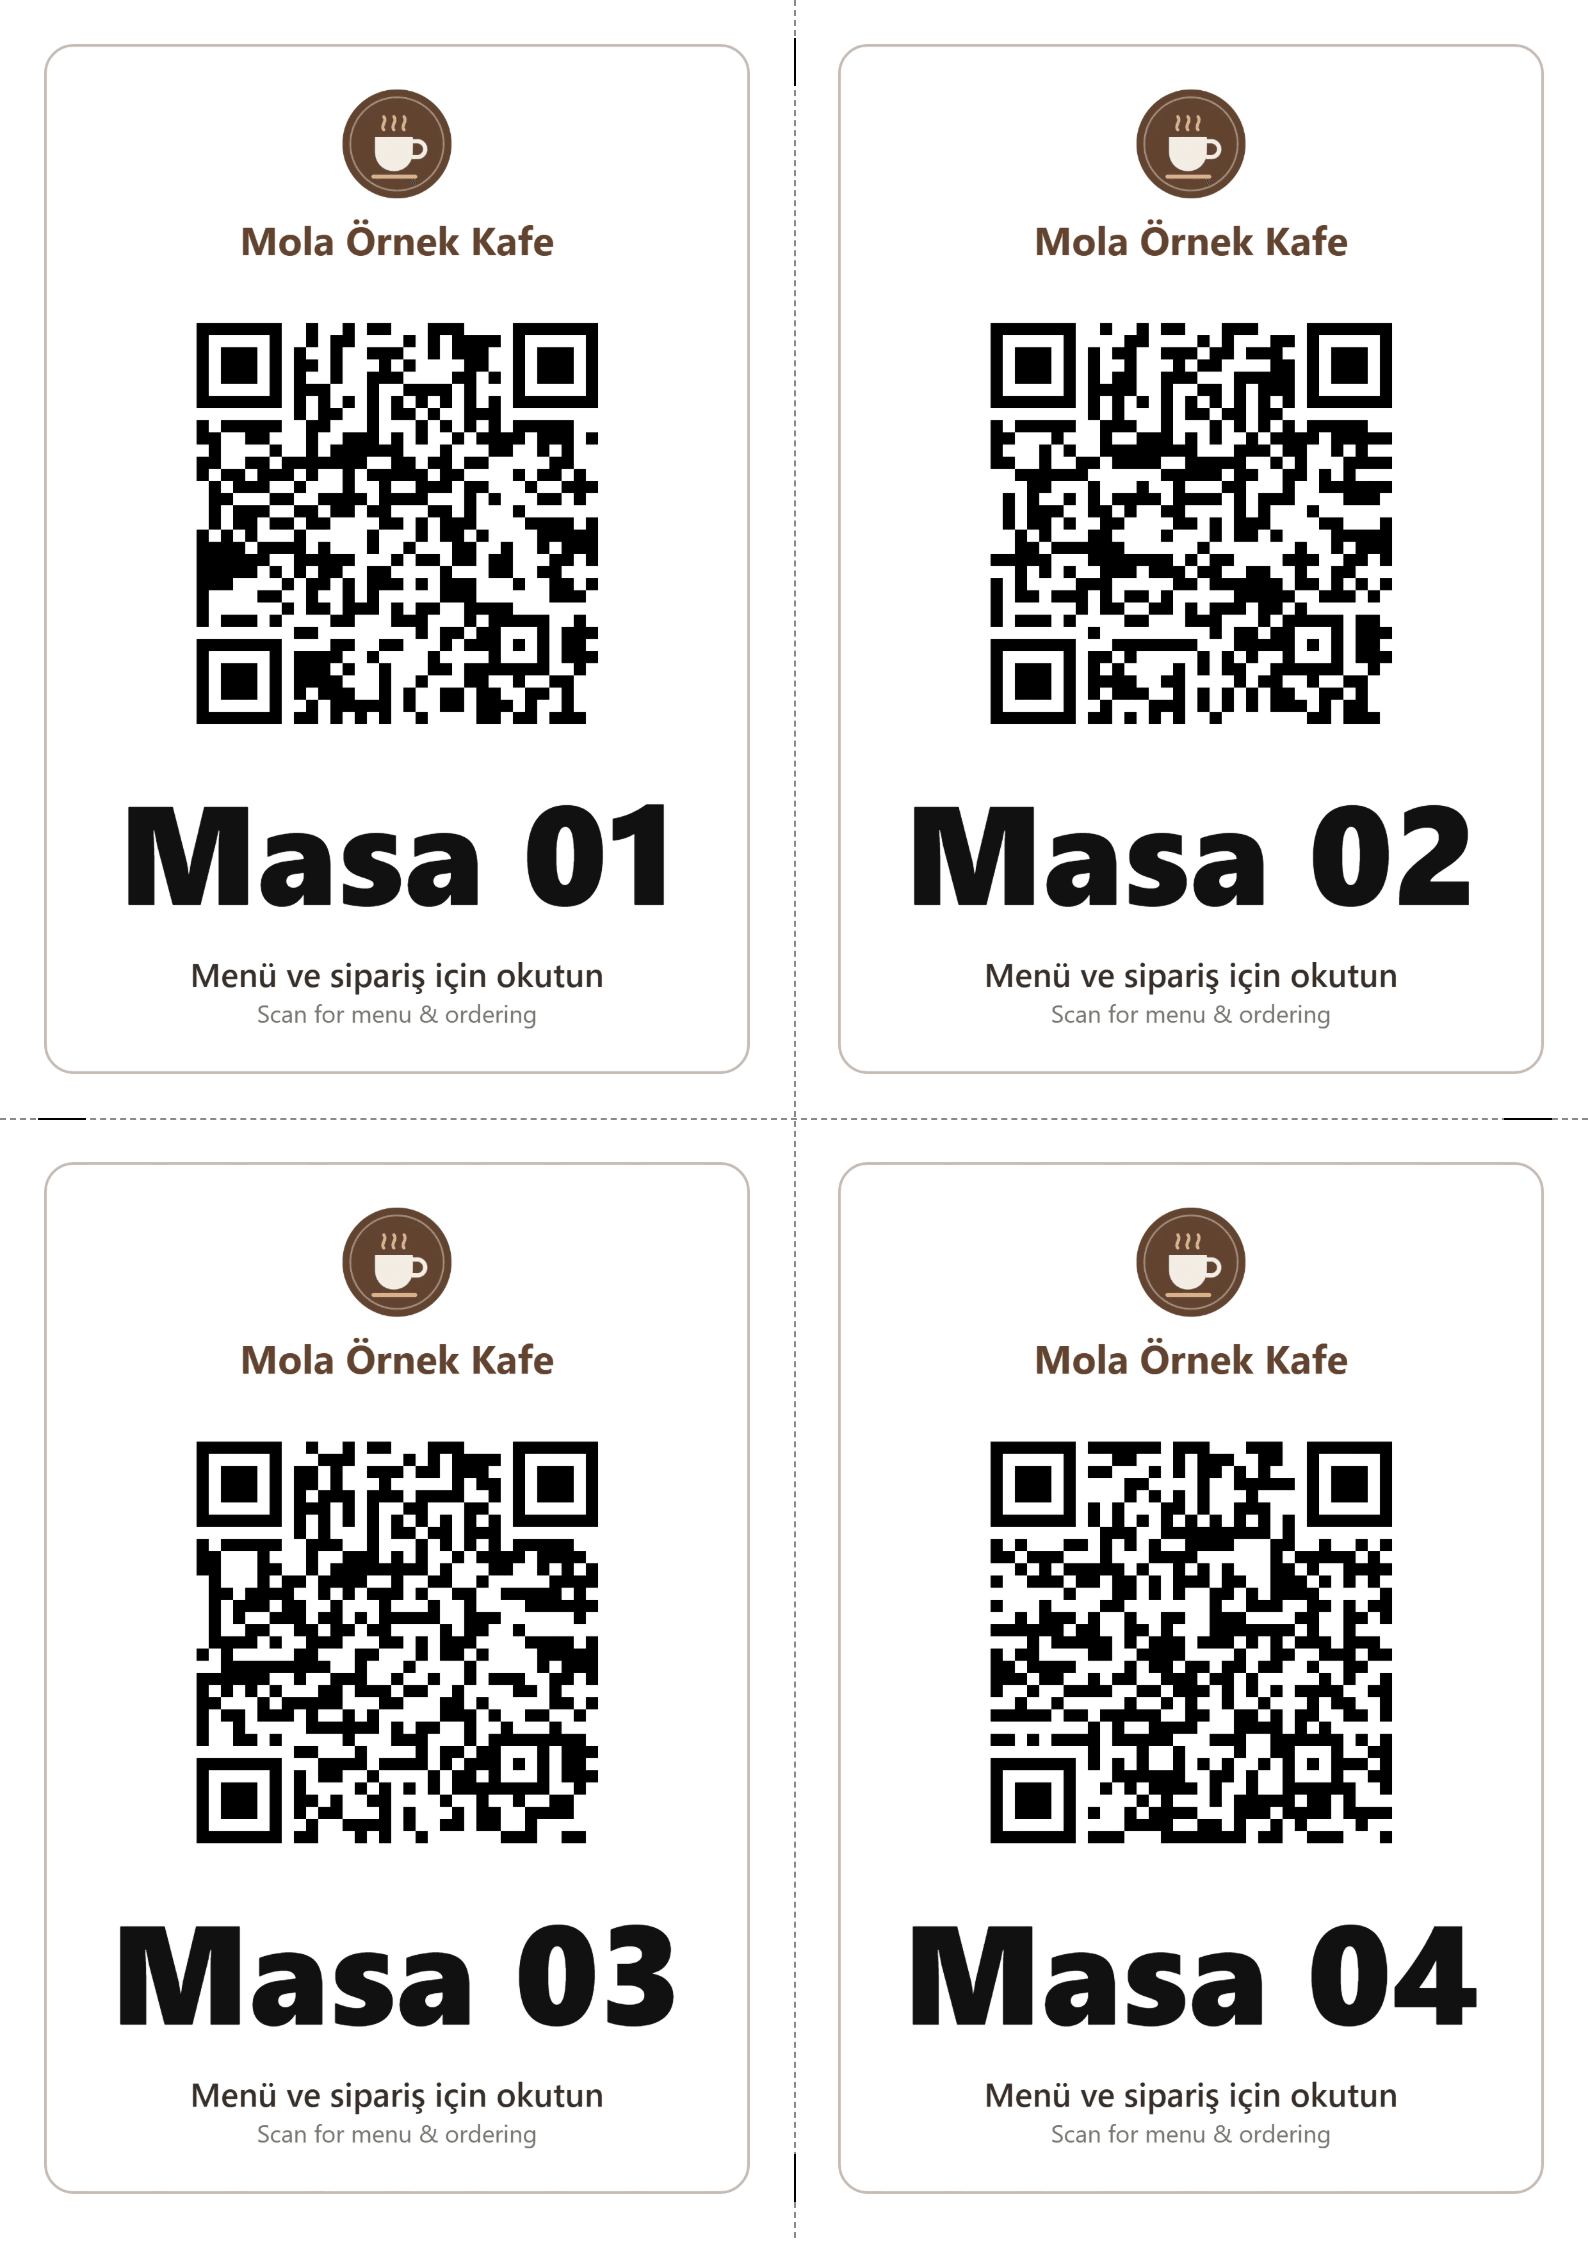 Mola Örnek Kafe
Masa 01
Menü ve sipariş için okutun
Scan for menu & ordering
Mola Örnek Kafe
Masa 02
Menü ve sipariş için okutun
Scan for menu & ordering
Mola Örnek Kafe
Masa 03
Menü ve sipariş için okutun
Scan for menu & ordering
Mola Örnek Kafe
Masa 04
Menü ve sipariş için okutun
Scan for menu & ordering